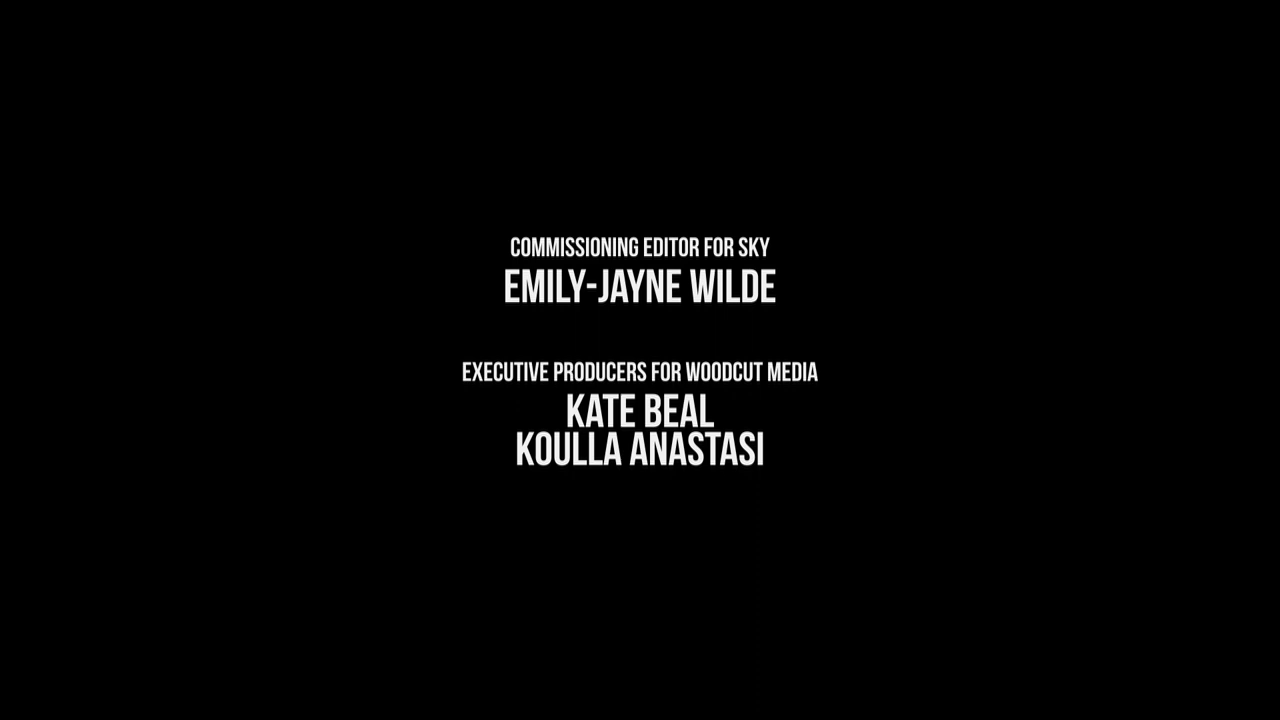 COMMISSIONING EDITOR FOR SKY
EMILY-JAYNE WILDE
EXECUTIVE PRODUCERS FOR WOODCUT MEDIA
KATE BEAL
KOULLA ANASTASI